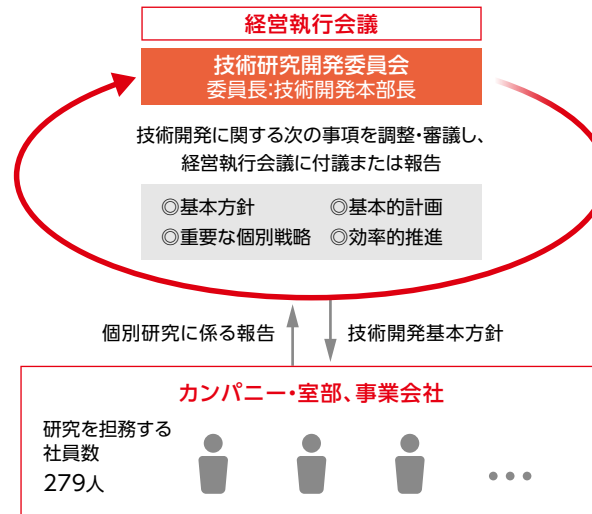 経営執行会議
技術研究開発委員会
委員長:技術開発本部長
技術開発に関する次の事項を調整・審議し、
経営執行会議に付議または報告
◎基本方針 ◎基本的計画
◎重要な個別戦略 ◎効率的推進
個別研究に係る報告 技術開発基本方針
カンパニー・室部、事業会社
研究を担務する
社員数
279人